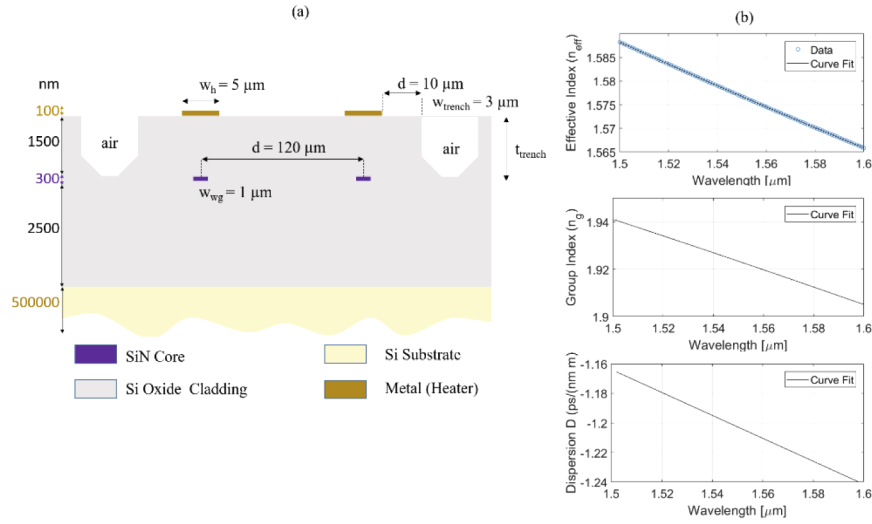 (a)
nm
100
1500
300
2500
500000
w_h = 5 µm
d = 10 µm
w_trench = 3 µm
air
air
t_trench
d = 120 µm
w_wg = 1 µm
SiN Core
Si Substrate
Si Oxide Cladding
Metal (Heater)
(b)
Effective Index (n_eff)
1.585
1.58
1.575
1.57
1.565
Data
Curve Fit
1.5
1.52
1.54
1.56
1.58
1.6
Wavelength [µm]
Group Index (n_g)
1.94
1.92
1.9
Curve Fit
1.5
1.52
1.54
1.56
1.58
1.6
Wavelength [µm]
Dispersion D (ps/(nm m)
-1.16
-1.18
-1.2
-1.22
-1.24
Curve Fit
1.5
1.52
1.54
1.56
1.58
1.6
Wavelength [µm]